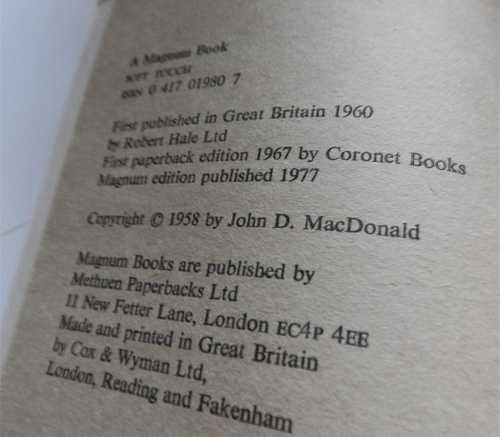 A Magnum Book
SOFT TOUCH
ISBN 0 417 01980 7
First published in Great Britain 1960
by Robert Hale Ltd
First paperback edition 1967 by Coronet Books
Magnum edition published 1977
Copyright © 1958 by John D. MacDonald
Magnum Books are published by
Methuen Paperbacks Ltd
11 New Fetter Lane, London EC4P 4EE
Made and printed in Great Britain
by Cox & Wyman Ltd,
London, Reading and Fakenham